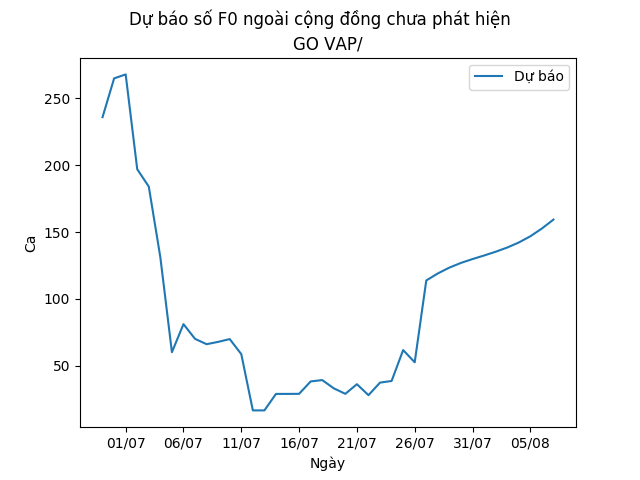 Dự báo số F0 ngoài cộng đồng chưa phát hiện
GO VAP/
Dự báo
Ca
250
200
150
100
50
01/07 06/07 11/07 16/07 21/07 26/07 31/07 05/08
Ngày